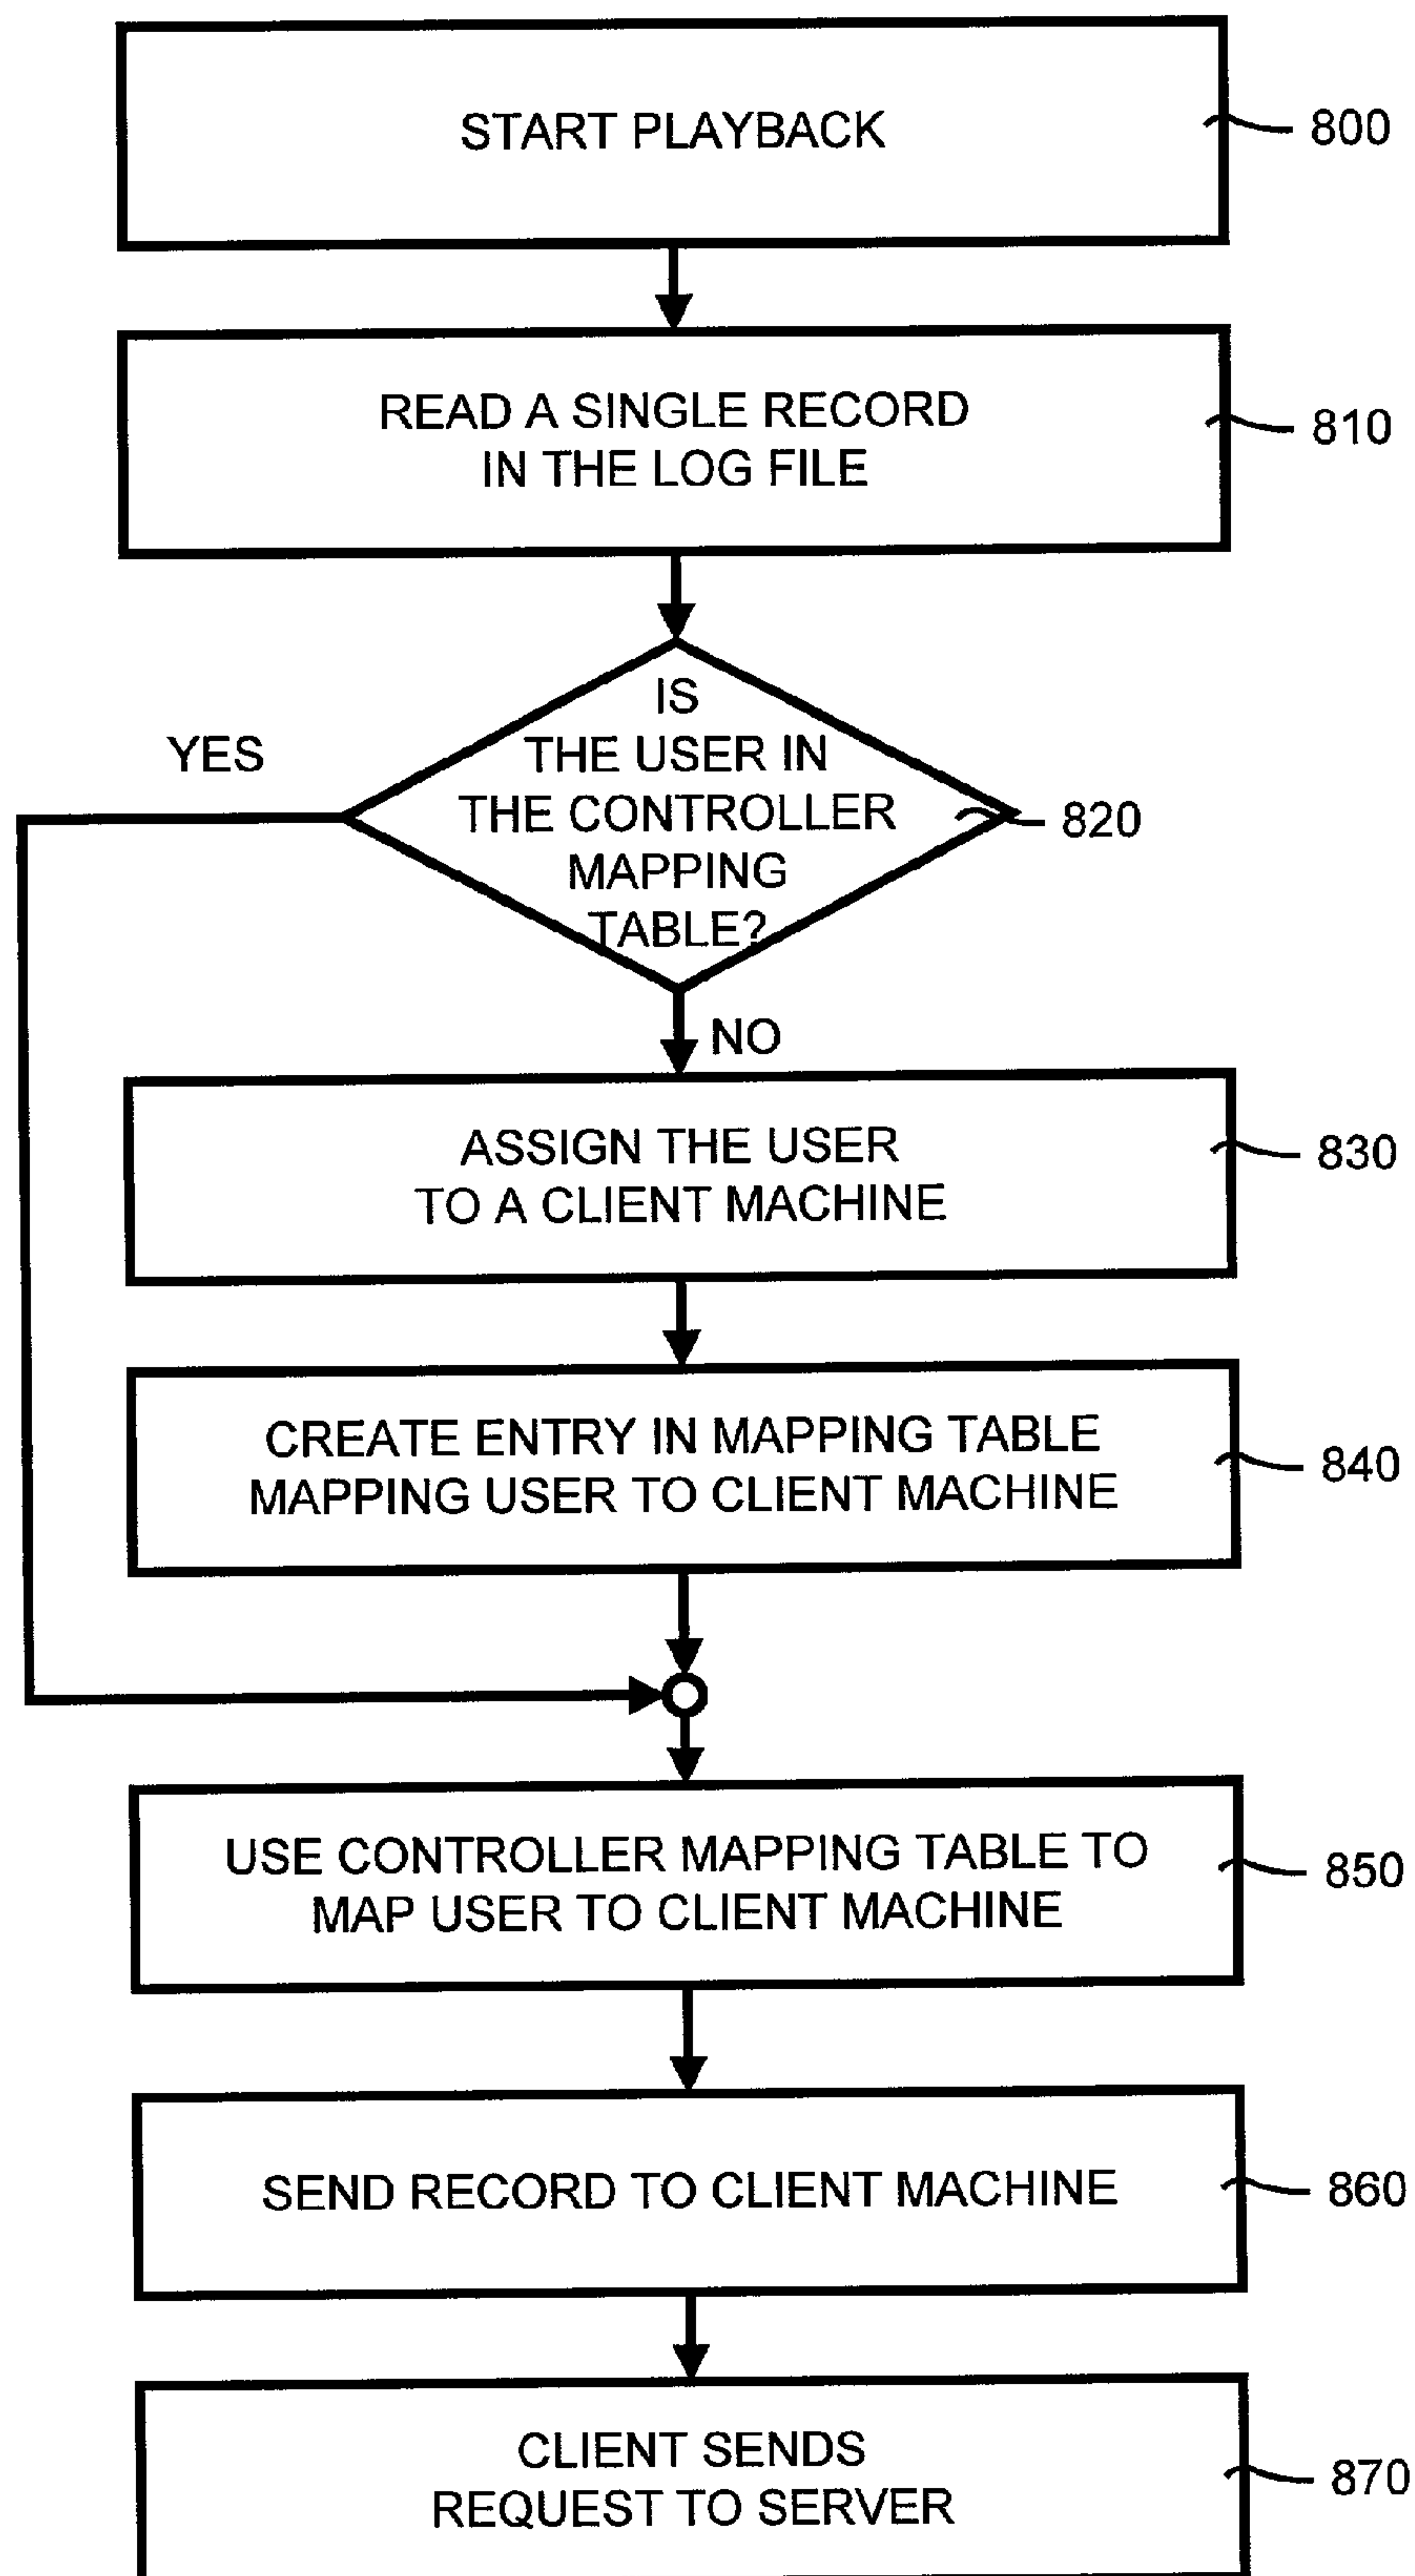 START PLAYBACK
800
READ A SINGLE RECORD
IN THE LOG FILE
810
IS
THE USER IN
THE CONTROLLER
MAPPING
TABLE?
820
YES
NO
ASSIGN THE USER
TO A CLIENT MACHINE
830
CREATE ENTRY IN MAPPING TABLE
MAPPING USER TO CLIENT MACHINE
840
USE CONTROLLER MAPPING TABLE TO
MAP USER TO CLIENT MACHINE
850
SEND RECORD TO CLIENT MACHINE
860
CLIENT SENDS
REQUEST TO SERVER
870